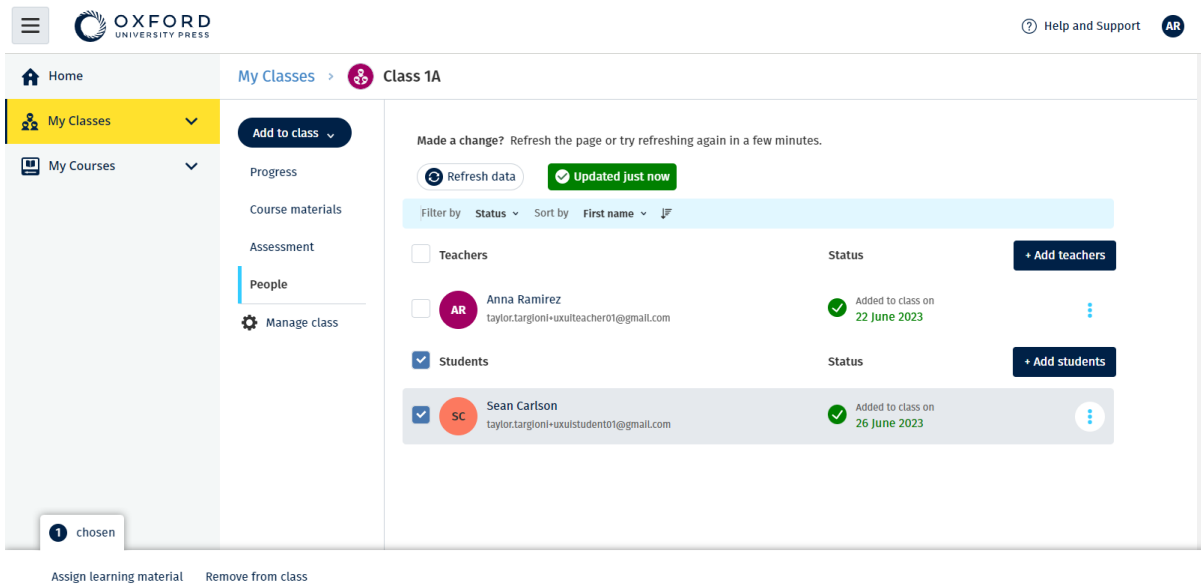 OXFORD
UNIVERSITY PRESS
Help and Support
AR
Home
My Classes
My Courses
My Classes > Class 1A
Add to class
Progress
Course materials
Assessment
People
Manage class
Made a change? Refresh the page or try refreshing again in a few minutes.
Refresh data
Updated just now
Filter by Status Sort by First name
Teachers Status + Add teachers
AR
Anna Ramirez
taylor.targioni+uxuiteacher01@gmail.com
Added to class on
22 June 2023
Students Status + Add students
SC
Sean Carlson
taylor.targioni+uxuistudent01@gmail.com
Added to class on
26 June 2023
1 chosen
Assign learning material Remove from class